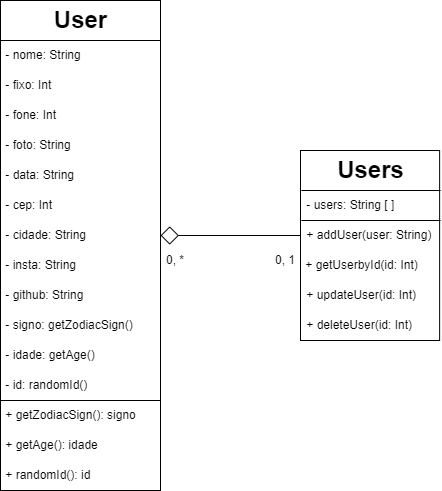 User
- nome: String
- fixo: Int
- fone: Int
- foto: String
- data: String
- cep: Int
- cidade: String
- insta: String
- github: String
- signo: getZodiacSign()
- idade: getAge()
- id: randomId()
+ getZodiacSign(): signo
+ getAge(): idade
+ randomId(): id
0, *
0, 1
Users
- users: String [ ]
+ addUser(user: String)
+ getUserbyId(id: Int)
+ updateUser(id: Int)
+ deleteUser(id: Int)